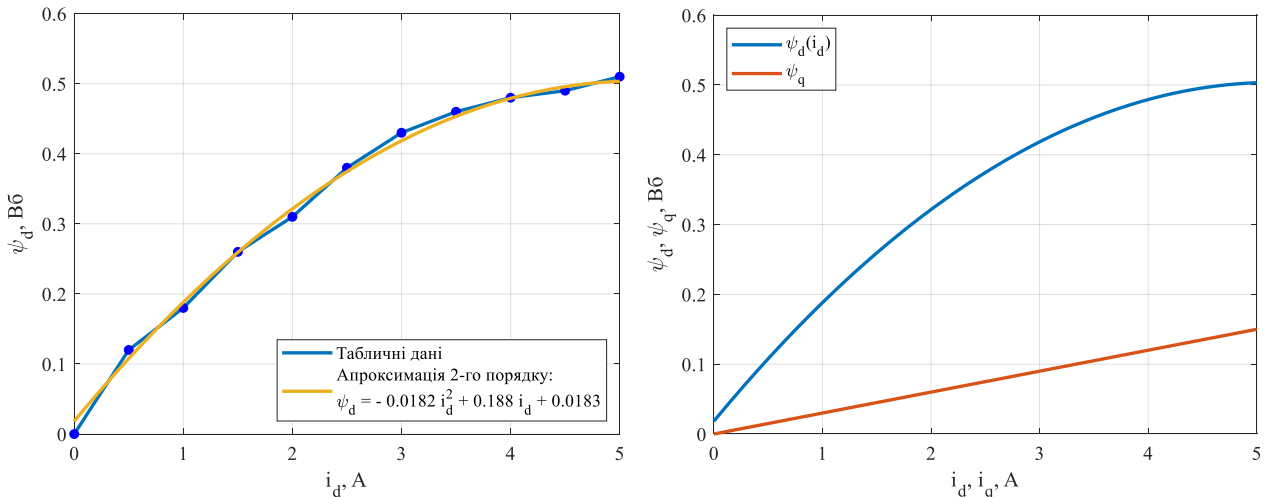 0.6
0.5
0.4
0.3
0.2
0.1
0
0 1 2 3 4 5
ψd, Вб
id, А
Табличні дані
Апроксимація 2-го порядку:
ψd = - 0.0182 id² + 0.188 id + 0.0183
0.6
0.5
0.4
0.3
0.2
0.1
0
0 1 2 3 4 5
ψd, ψq, Вб
id, iq, А
ψd(id)
ψq